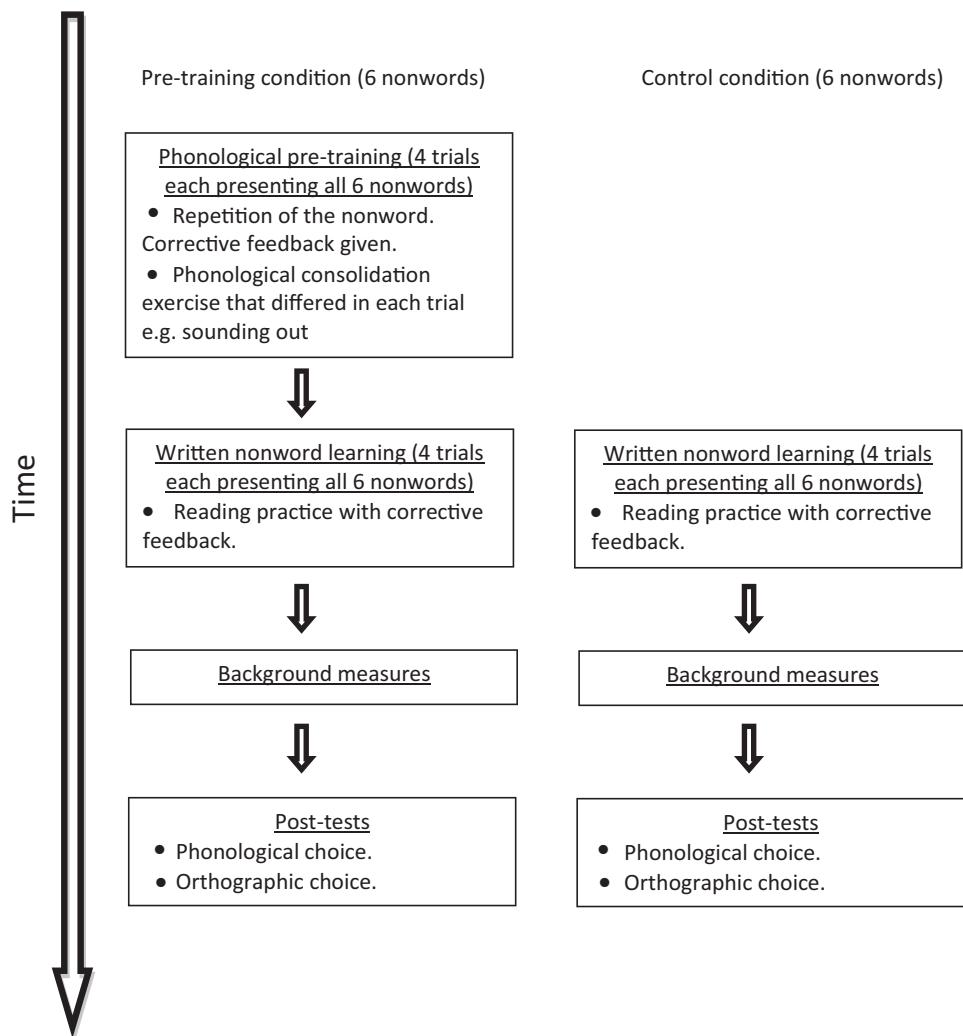 Pre-training condition (6 nonwords)
Control condition (6 nonwords)
Phonological pre-training (4 trials
each presenting all 6 nonwords)
• Repetition of the nonword.
Corrective feedback given.
• Phonological consolidation
exercise that differed in each trial
e.g. sounding out
Time
Written nonword learning (4 trials
each presenting all 6 nonwords)
• Reading practice with corrective
feedback.
Written nonword learning (4 trials
each presenting all 6 nonwords)
• Reading practice with corrective
feedback.
Background measures
Background measures
Post-tests
• Phonological choice.
• Orthographic choice.
Post-tests
• Phonological choice.
• Orthographic choice.